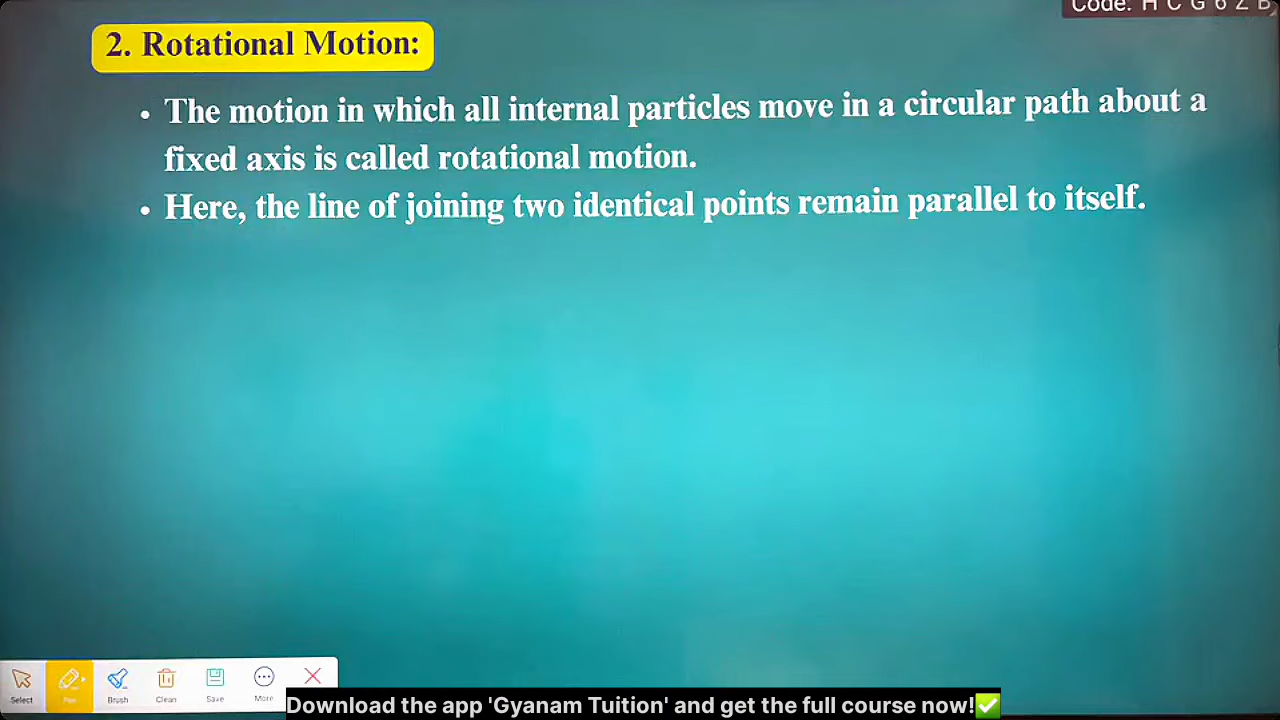 Code: H C G 6 Z B
2. Rotational Motion:
• The motion in which all internal particles move in a circular path about a
fixed axis is called rotational motion.
• Here, the line of joining two identical points remain parallel to itself.
Select Pen Brush Clean Save More
Download the app 'Gyanam Tuition' and get the full course now!✅